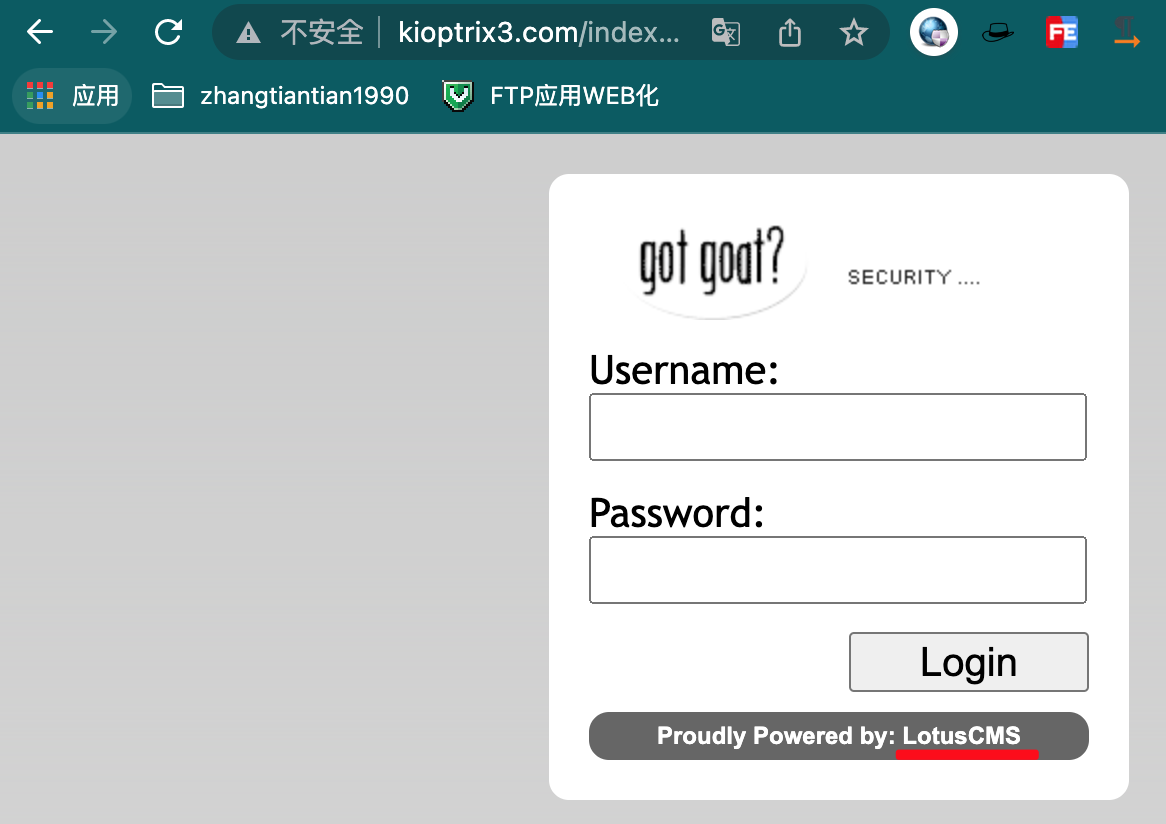 不安全 kioptrix3.com/index...
应用 zhangtiantian1990 FTP应用WEB化
FE
got goat? SECURITY ....
Username:
Password:
Login
Proudly Powered by: LotusCMS